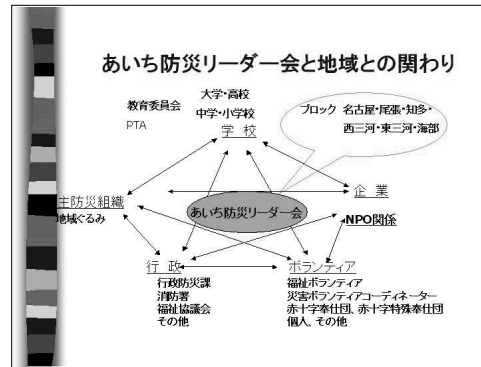 あいち防災リーダー会と地域との関わり
大学・高校
教育委員会
中学・小学校
PTA
学 校
ブロック 名古屋・尾張・知多・
西三河・東三河・海部
企 業
主防災組織
地域ぐるみ
あいち防災リーダー会
NPO関係
行 政
行政防災課
消防署
福祉協議会
その他
ボランティア
福祉ボランティア
災害ボランティアコーディネーター
赤十字奉仕団、赤十字特殊奉仕団
個人、その他